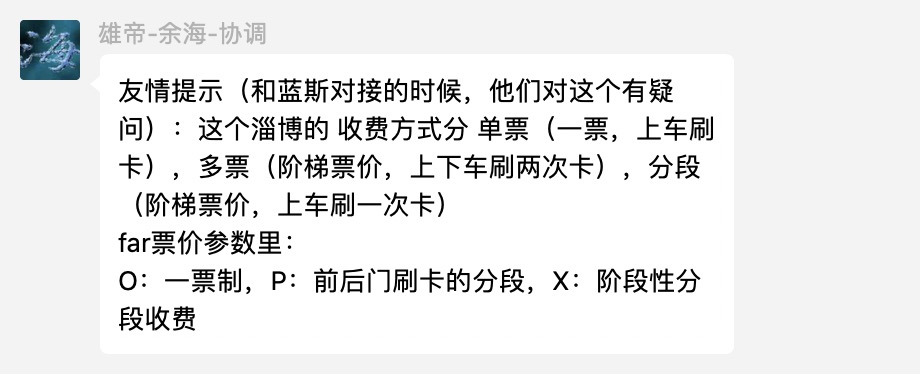 海
雄帝-余海-协调
友情提示（和蓝斯对接的时候，他们对这个有疑
问）：这个淄博的 收费方式分 单票（一票，上车刷
卡），多票（阶梯票价，上下车刷两次卡），分段
（阶梯票价，上车刷一次卡）
far票价参数里：
O：一票制，P：前后门刷卡的分段，X：阶段性分
段收费